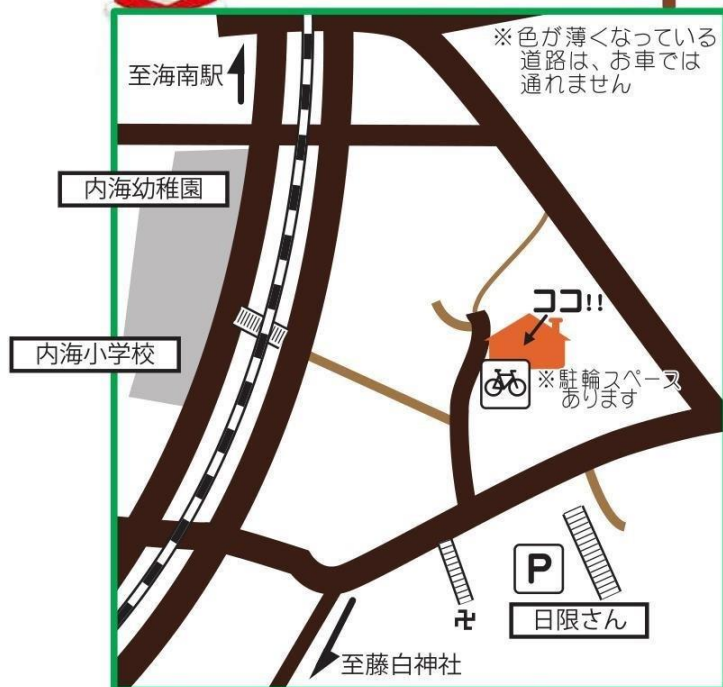 ※色が薄くなっている
道路は、お車では
通れません
至海南駅
内海幼稚園
ココ!!
内海小学校
※駐輪スペース
あります
P
日限さん
卍
至藤白神社